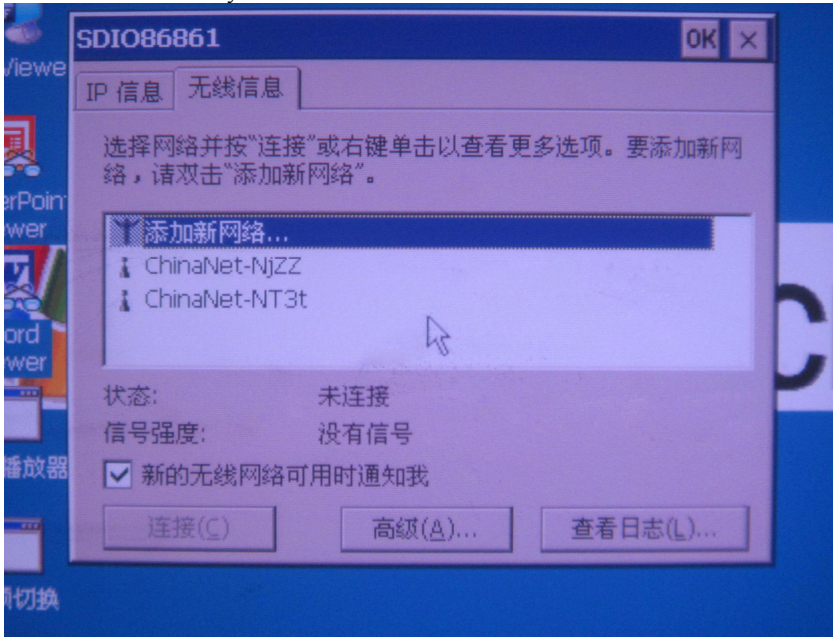 SDIO86861
OK
IP 信息
无线信息
选择网络并按“连接”或右键单击以查看更多选项。要添加新网
络，请双击“添加新网络”。
添加新网络...
ChinaNet-NjZZ
ChinaNet-NT3t
状态:
未连接
信号强度:
没有信号
新的无线网络可用时通知我
连接(C)
高级(A)...
查看日志(L)...
Viewe
erPoin
wer
ord
wer
播放器
切换
C